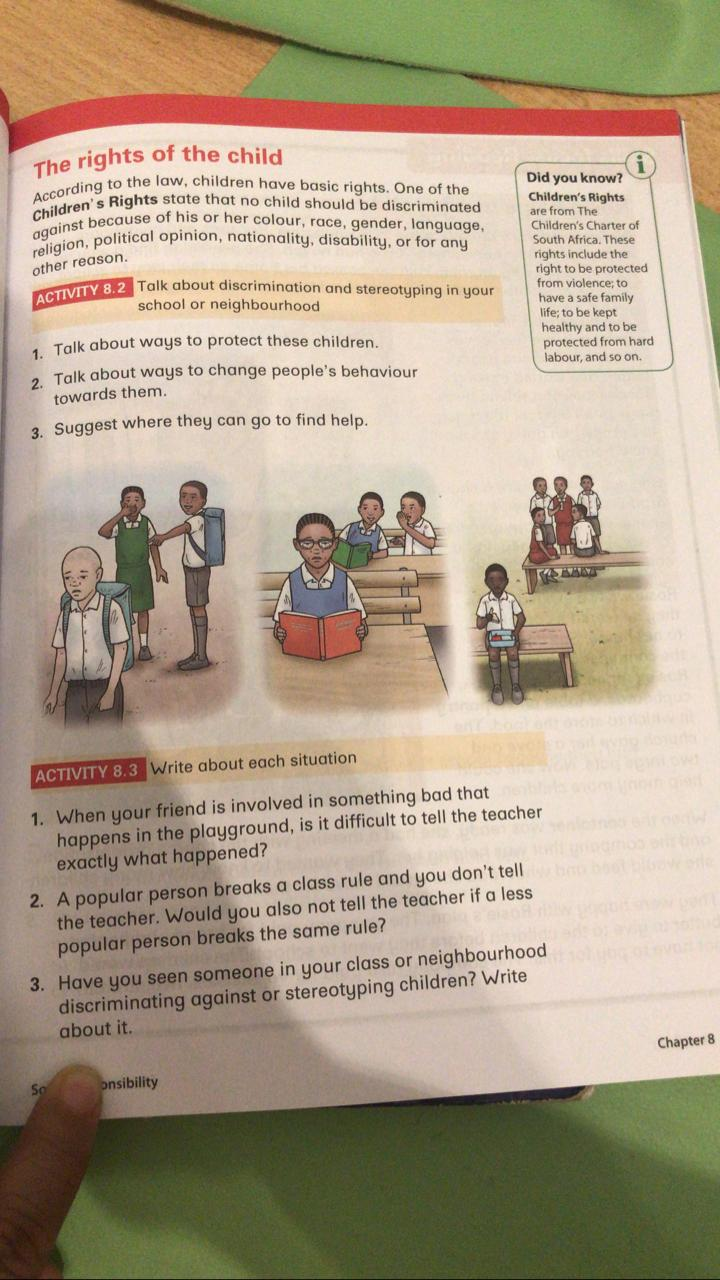 The rights of the child
According to the law, children have basic rights. One of the
Children's Rights state that no child should be discriminated
against because of his or her colour, race, gender, language,
religion, political opinion, nationality, disability, or for any
other reason.
i
Did you know?
Children's Rights
are from The
Children's Charter of
South Africa. These
rights include the
right to be protected
from violence; to
have a safe family
life; to be kept
healthy and to be
protected from hard
labour, and so on.
ACTIVITY 8.2 Talk about discrimination and stereotyping in your
school or neighbourhood
1. Talk about ways to protect these children.
2. Talk about ways to change people's behaviour
towards them.
3. Suggest where they can go to find help.
ACTIVITY 8.3 Write about each situation
1. When your friend is involved in something bad that
happens in the playground, is it difficult to tell the teacher
exactly what happened?
2. A popular person breaks a class rule and you don't tell
the teacher. Would you also not tell the teacher if a less
popular person breaks the same rule?
3. Have you seen someone in your class or neighbourhood
discriminating against or stereotyping children? Write
about it.
Chapter 8